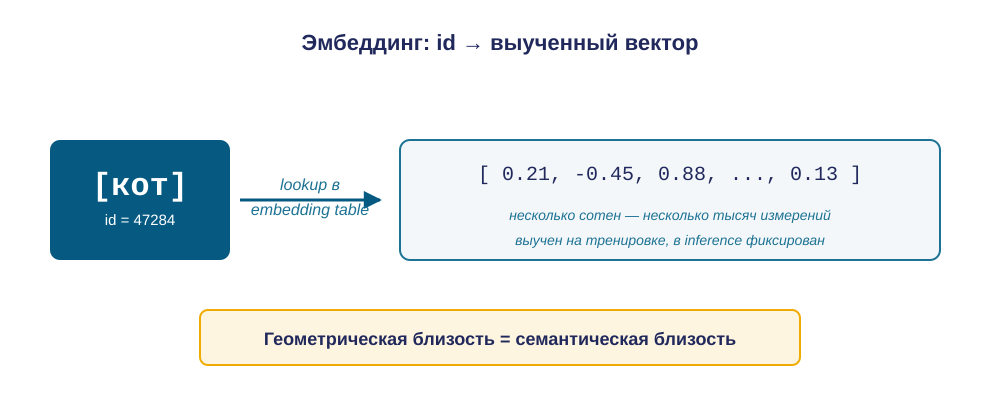 Эмбеддинг: id → выученный вектор
[кот]
id = 47284
lookup в
embedding table
[ 0.21, -0.45, 0.88, ..., 0.13 ]
несколько сотен — несколько тысяч измерений
выучен на тренировке, в inference фиксирован
Геометрическая близость = семантическая близость